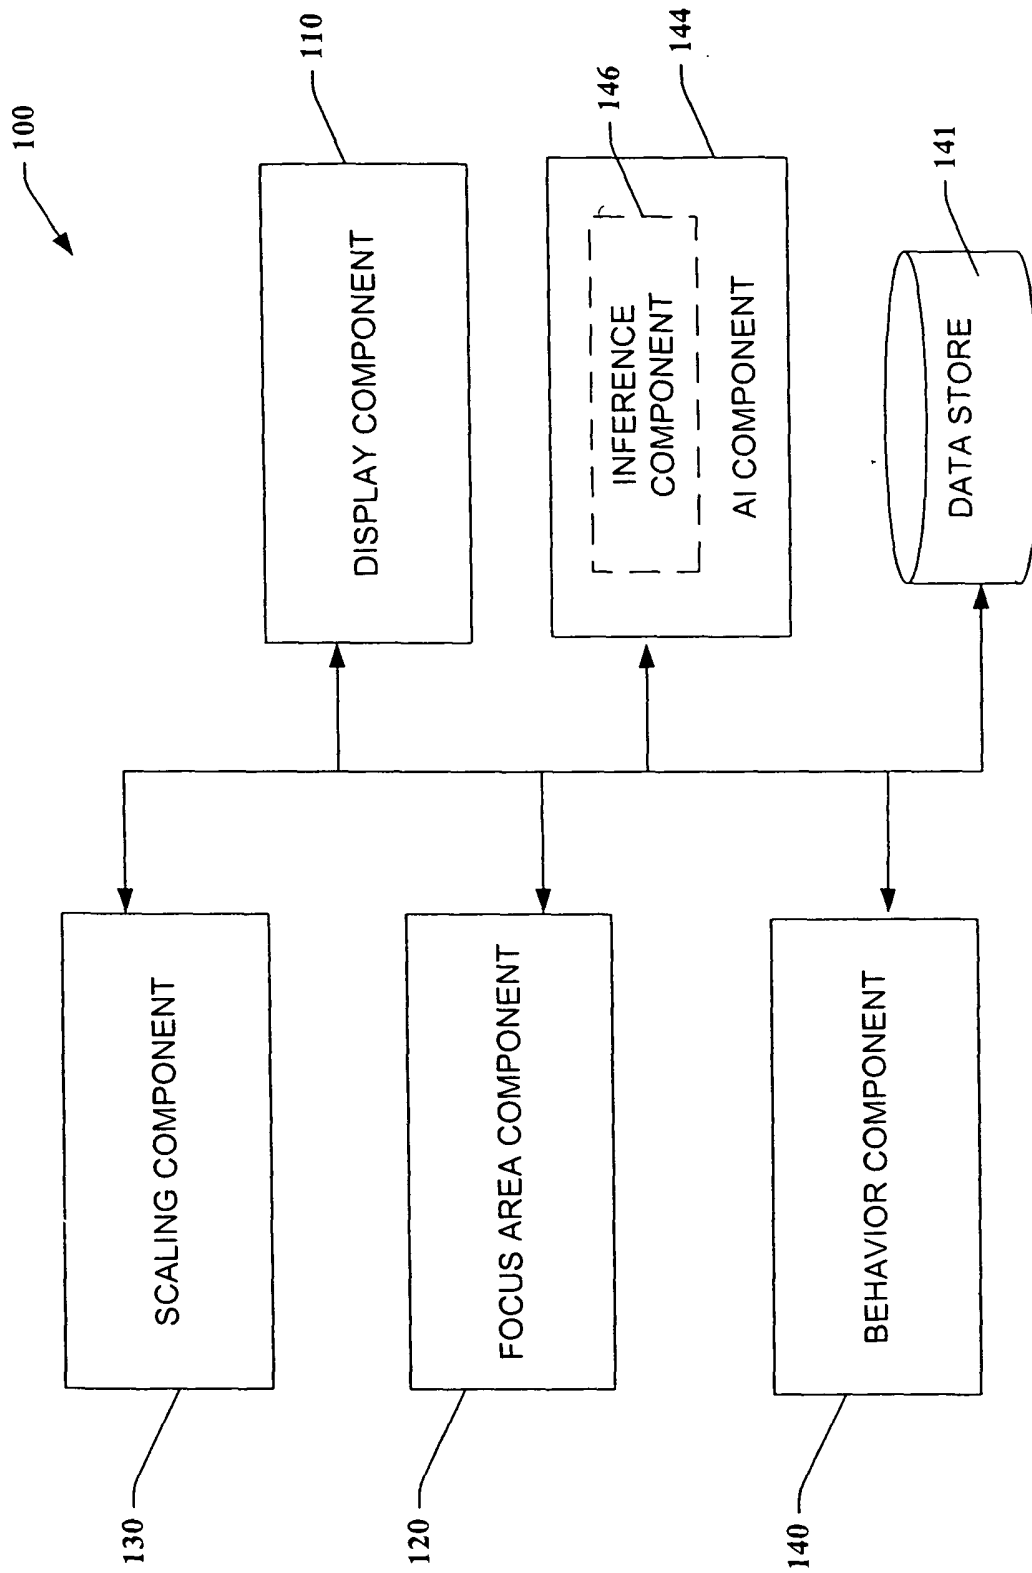 100
130
SCALING COMPONENT
110
DISPLAY COMPONENT
120
FOCUS AREA COMPONENT
146
INFERENCE
COMPONENT
144
AI COMPONENT
140
BEHAVIOR COMPONENT
141
DATA STORE